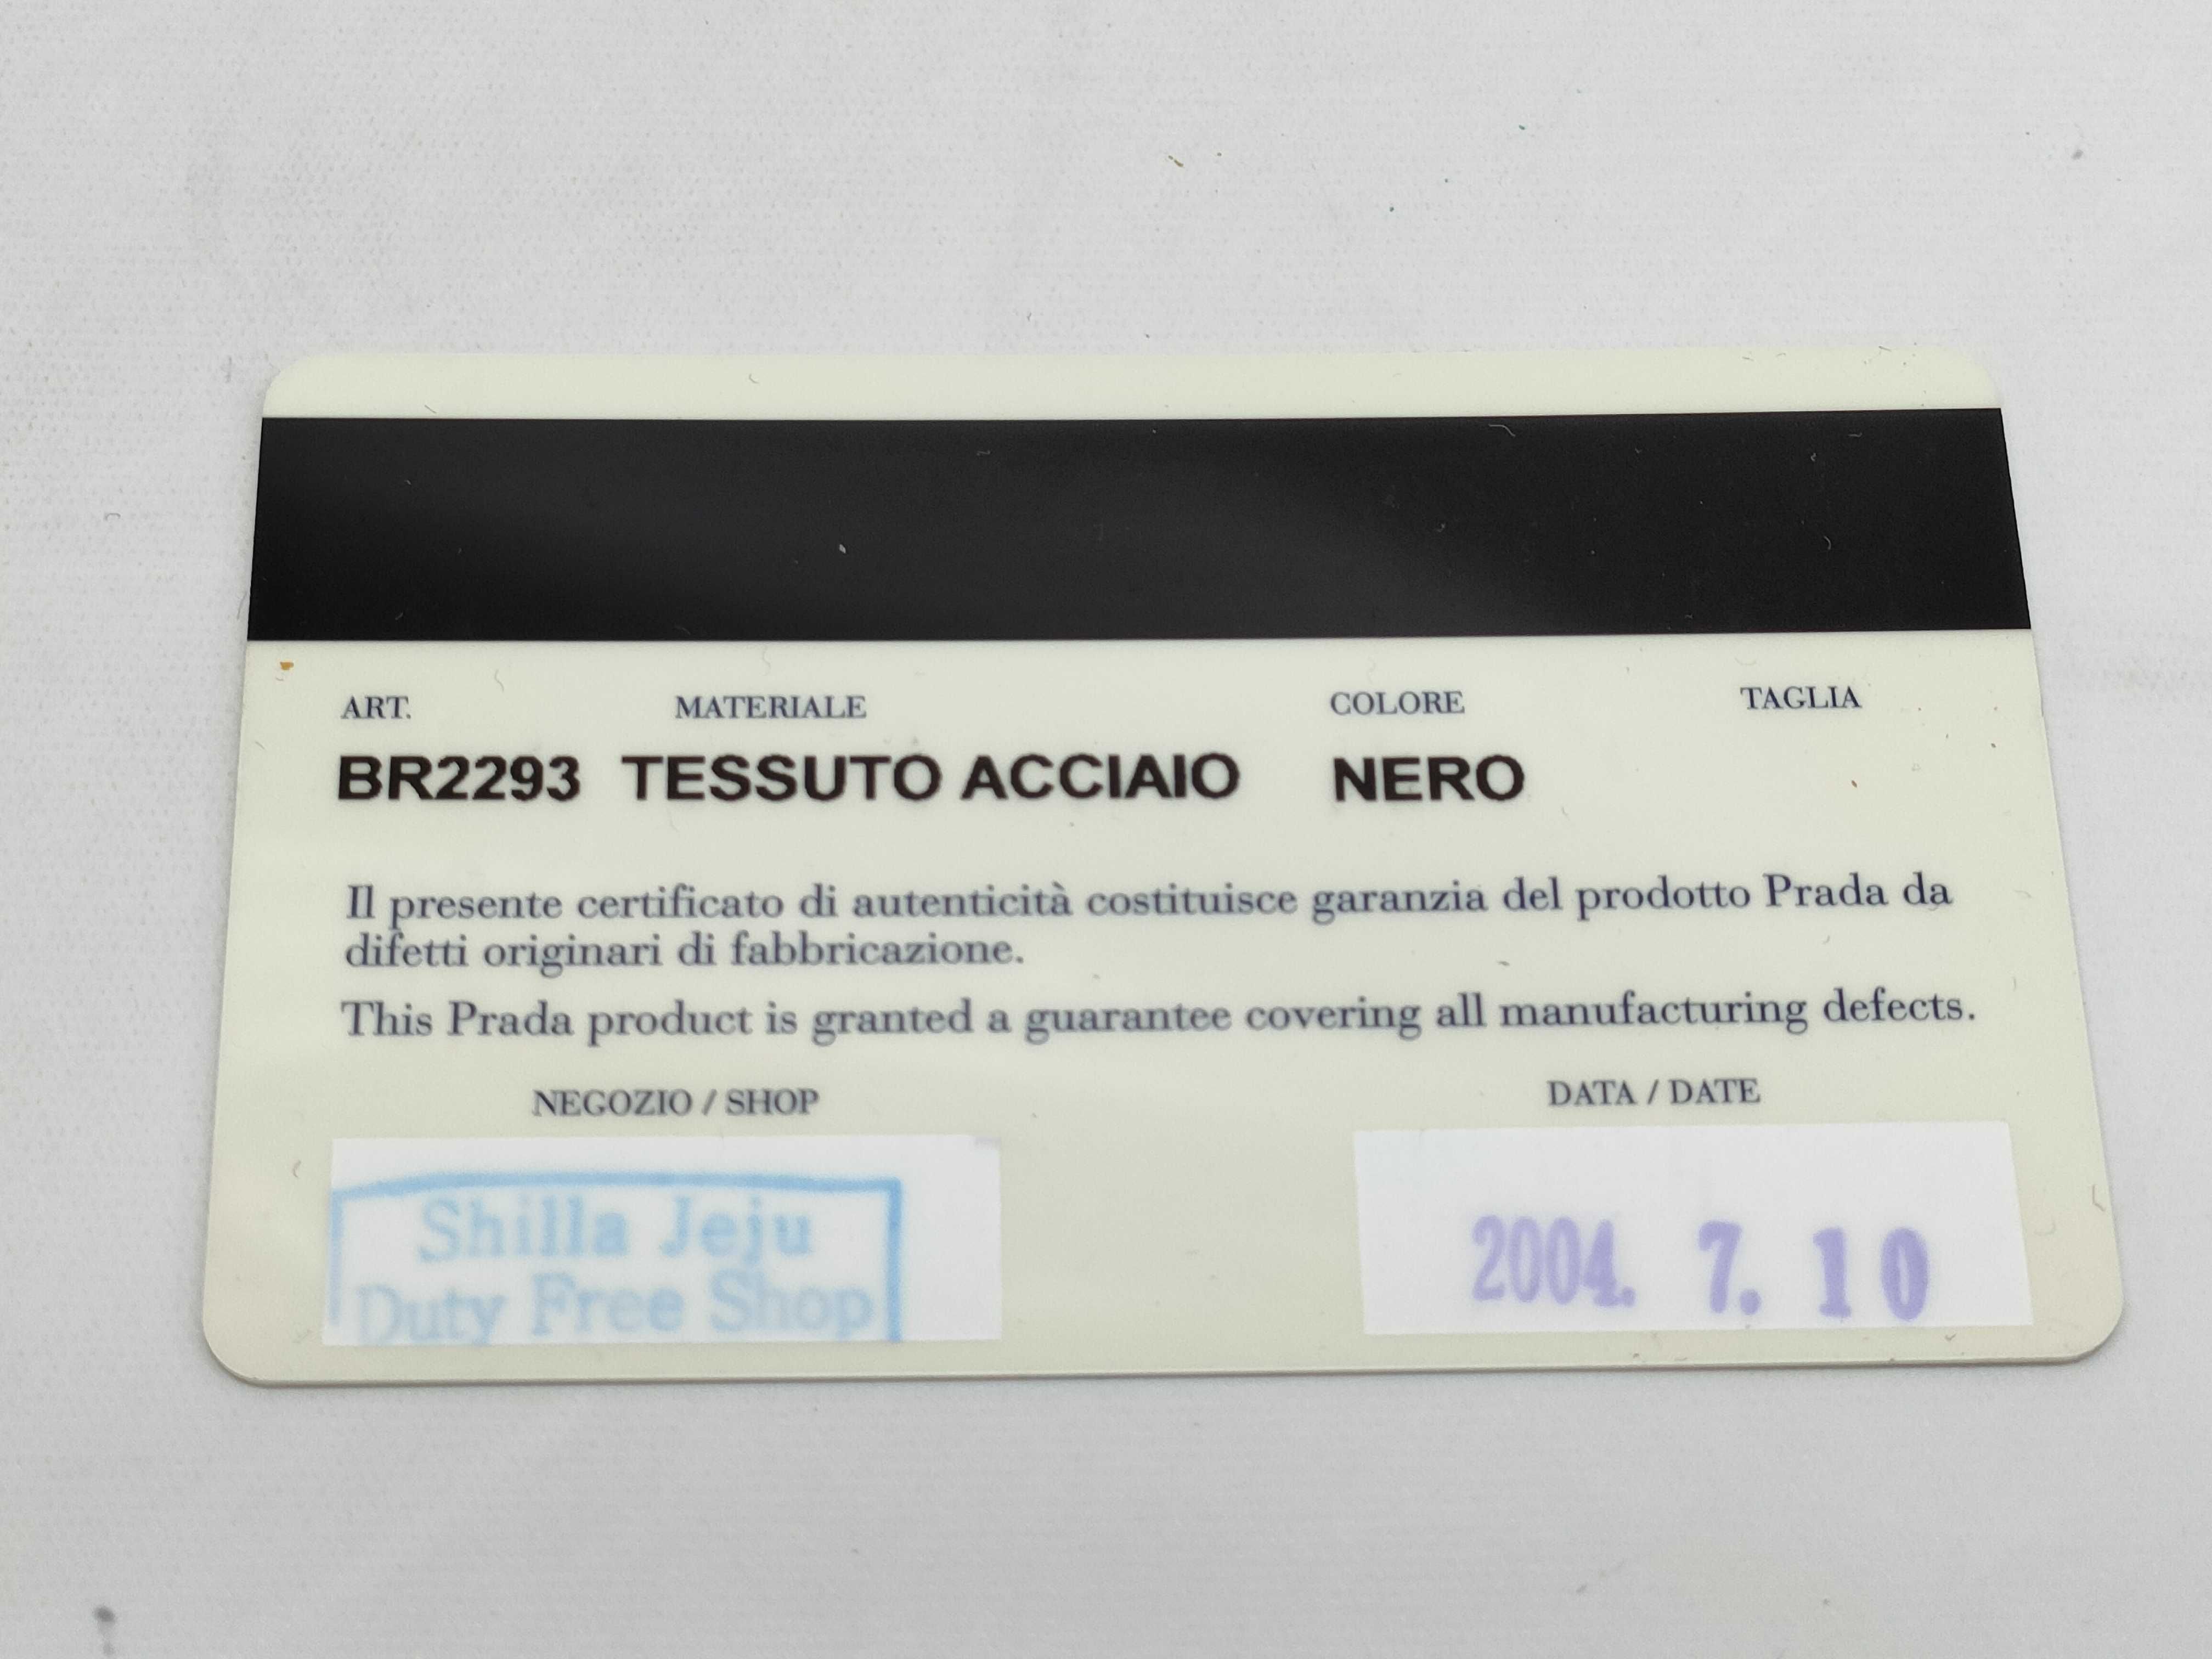 ART. MATERIALE COLORE TAGLIA
BR2293 TESSUTO ACCIAIO NERO
Il presente certificato di autenticità costituisce garanzia del prodotto Prada da
difetti originari di fabbricazione.
This Prada product is granted a guarantee covering all manufacturing defects.
NEGOZIO / SHOP DATA / DATE
Shilla Jeju
Duty Free Shop
2004. 7. 10